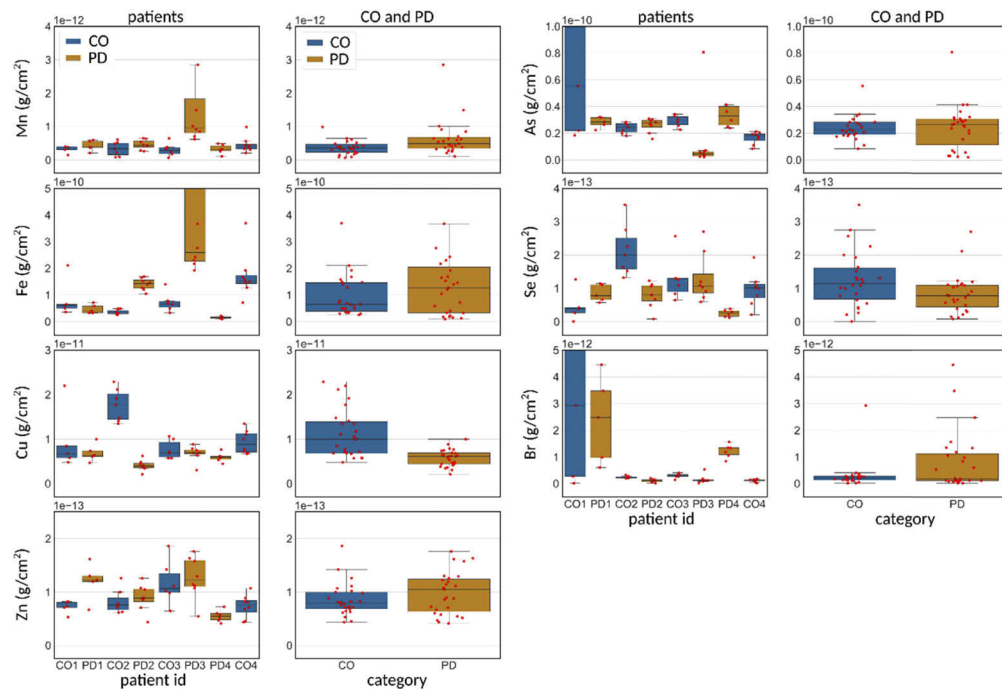 patients
CO and PD
1e-12
1e-12
Mn (g/cm²)
4
3
2
1
0
CO
PD
4
3
2
1
0
CO
PD
1e-10
1e-10
Fe (g/cm²)
5
4
3
2
1
0
5
4
3
2
1
0
1e-11
1e-11
Cu (g/cm²)
3
2
1
0
3
2
1
0
1e-13
1e-13
Zn (g/cm²)
2
1
0
2
1
0
CO1 PD1 CO2 PD2 CO3 PD3 PD4 CO4
CO PD
patient id
category
patients
CO and PD
1e-10
1e-10
As (g/cm²)
1.0
0.8
0.6
0.4
0.2
0.0
1.0
0.8
0.6
0.4
0.2
0.0
1e-13
1e-13
Se (g/cm²)
4
3
2
1
0
4
3
2
1
0
1e-12
1e-12
Br (g/cm²)
5
4
3
2
1
0
5
4
3
2
1
0
CO1 PD1 CO2 PD2 CO3 PD3 PD4 CO4
CO PD
patient id
category